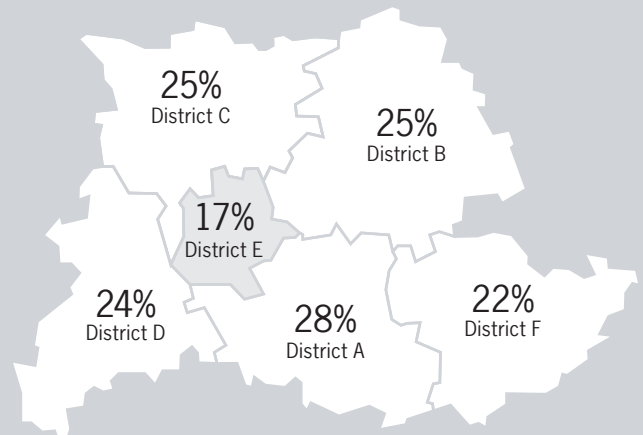 25%
District C
25%
District B
17%
District E
24%
District D
28%
District A
22%
District F